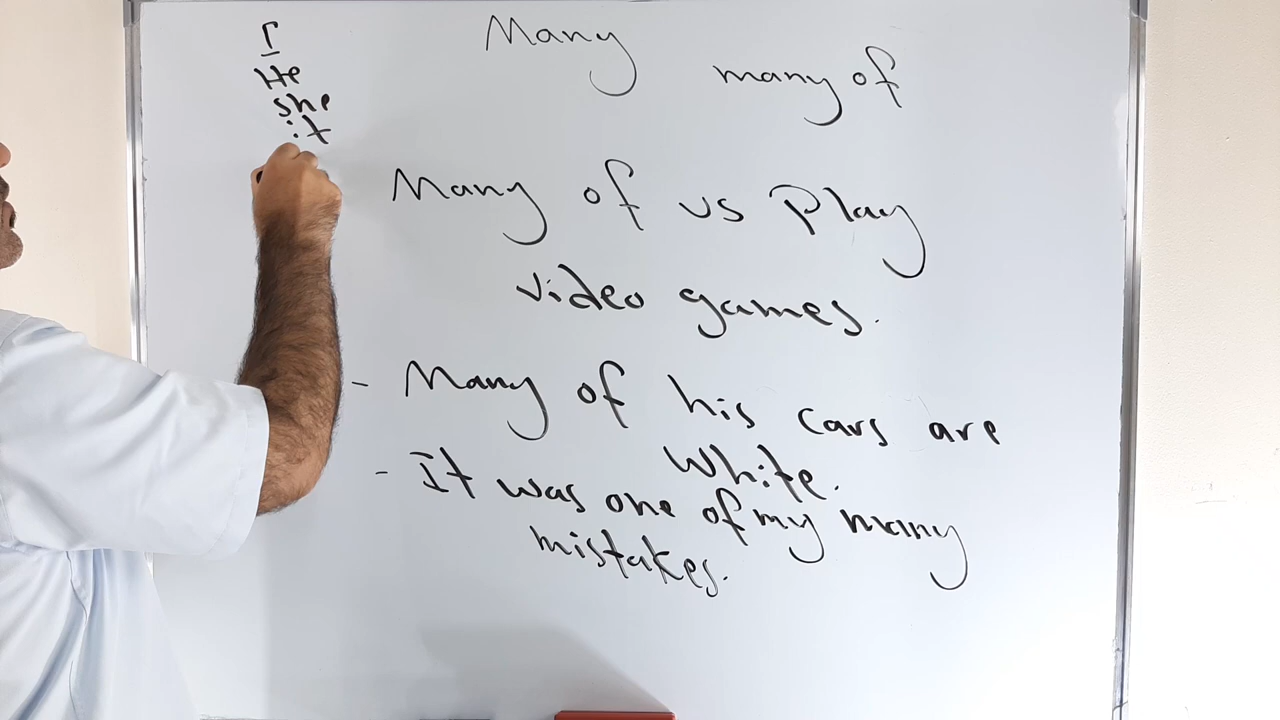 I
He
she
it
Many
many of
Many of us Play
video games.
- Many of his cars are
White.
- It was one of my many
mistakes.